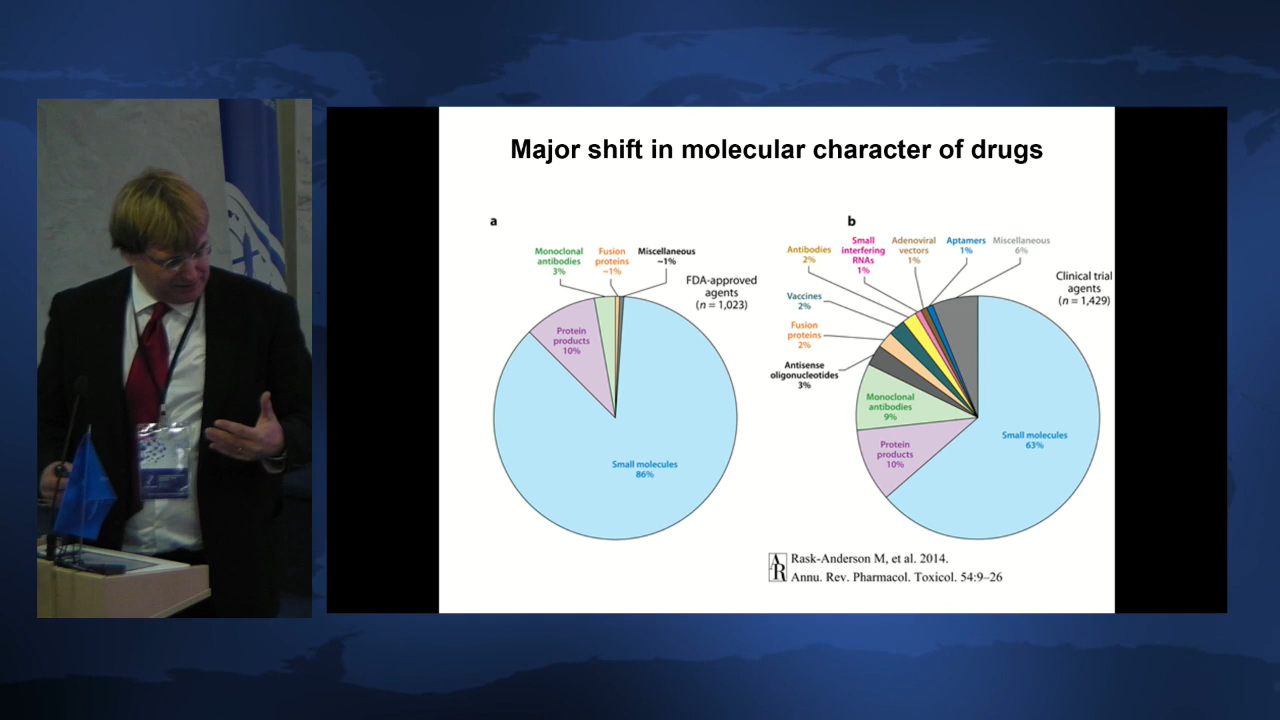 Major shift in molecular character of drugs
a
Monoclonal
antibodies
3%
Fusion
proteins
~1%
Miscellaneous
~1%
FDA-approved
agents
(n = 1,023)
Protein
products
10%
Small molecules
86%
b
Antibodies
2%
Small
interfering
RNAs
1%
Adenoviral
vectors
1%
Aptamers
1%
Miscellaneous
6%
Clinical trial
agents
(n = 1,429)
Vaccines
2%
Fusion
proteins
2%
Antisense
oligonucleotides
3%
Monoclonal
antibodies
9%
Protein
products
10%
Small molecules
63%
AR
Rask-Anderson M, et al. 2014.
Annu. Rev. Pharmacol. Toxicol. 54:9–26